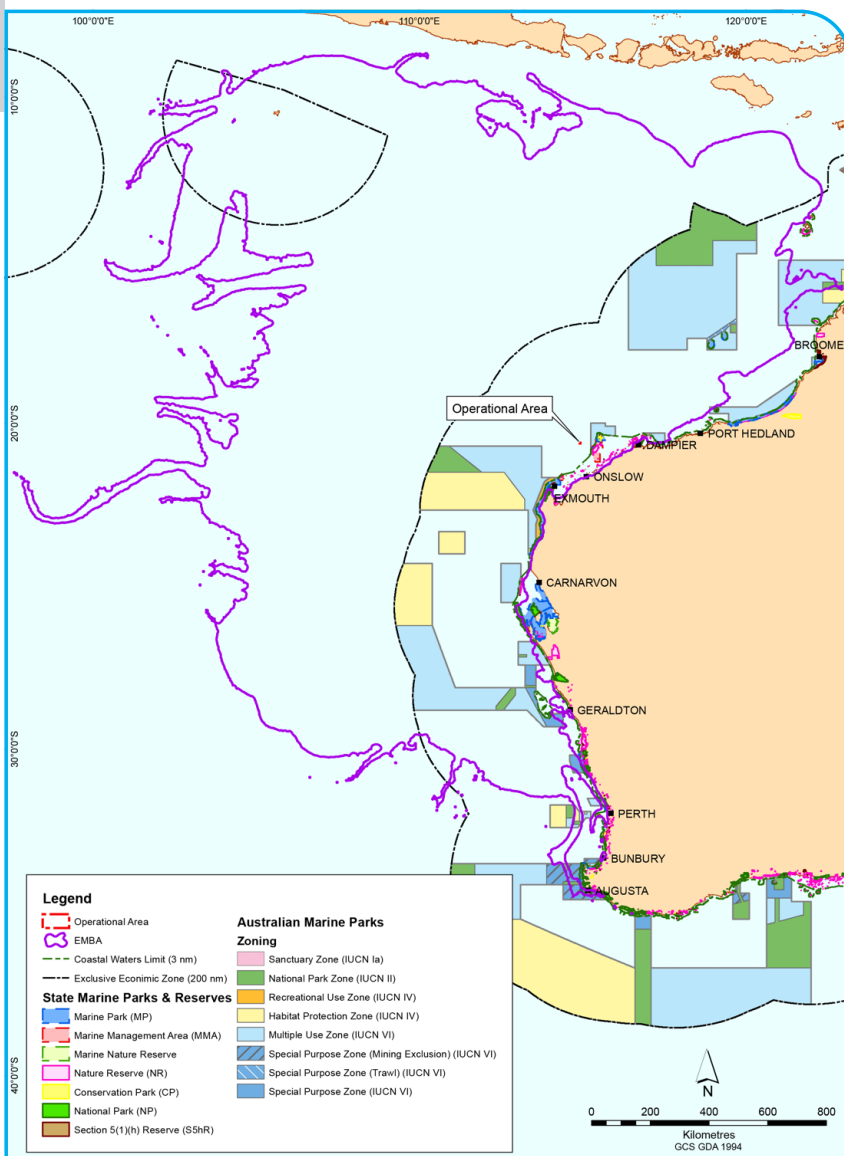 100°0'0"E
110°0'0"E
120°0'0"E
10°0'0"S
20°0'0"S
30°0'0"S
40°0'0"S
BROOME
Operational Area
PORT HEDLAND
DAMPIER
ONSLOW
EXMOUTH
CARNARVON
GERALDTON
PERTH
BUNBURY
AUGUSTA
Legend
Operational Area
EMBA
Coastal Waters Limit (3 nm)
Exclusive Econimic Zone (200 nm)
State Marine Parks & Reserves
Marine Park (MP)
Marine Management Area (MMA)
Marine Nature Reserve
Nature Reserve (NR)
Conservation Park (CP)
National Park (NP)
Section 5(1)(h) Reserve (S5hR)
Australian Marine Parks
Zoning
Sanctuary Zone (IUCN Ia)
National Park Zone (IUCN II)
Recreational Use Zone (IUCN IV)
Habitat Protection Zone (IUCN IV)
Multiple Use Zone (IUCN VI)
Special Purpose Zone (Mining Exclusion) (IUCN VI)
Special Purpose Zone (Trawl) (IUCN VI)
Special Purpose Zone (IUCN VI)
N
0 200 400 600 800
Kilometres
GCS GDA 1994